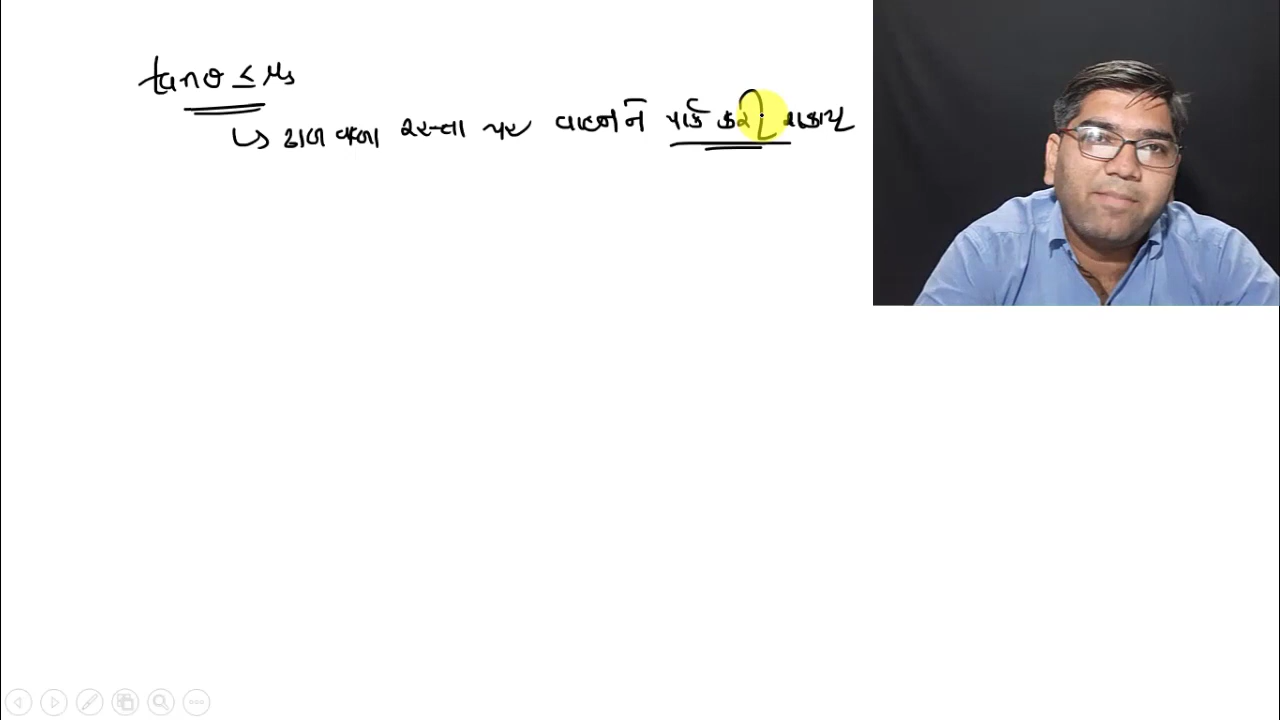 tanθ ≤ μs
↳ ઢાળ વાળા રસ્તા પર વાહનને પાર્ક કરી શકાય